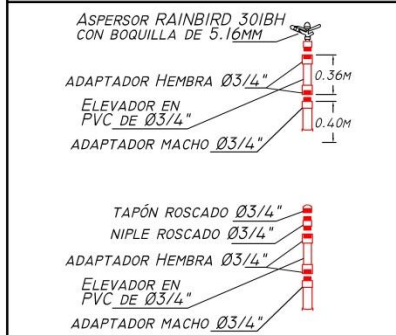 ASPERSOR RAINBIRD 30IBH
CON BOQUILLA DE 5.16MM
ADAPTADOR HEMBRA Ø3/4"
0.36M
ELEVADOR EN
PVC DE Ø3/4"
0.40M
ADAPTADOR MACHO Ø3/4"
TAPÓN ROSCADO Ø3/4"
NIPLE ROSCADO Ø3/4"
ADAPTADOR HEMBRA Ø3/4"
ELEVADOR EN
PVC DE Ø3/4"
ADAPTADOR MACHO Ø3/4"